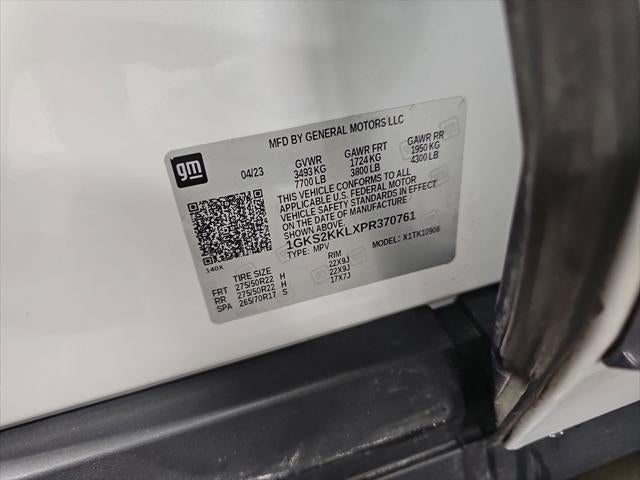 MFD BY GENERAL MOTORS LLC
gm
04/23 GVWR GAWR FRT GAWR RR
3493 KG 1724 KG 1950 KG
7700 LB 3800 LB 4300 LB
THIS VEHICLE CONFORMS TO ALL
APPLICABLE U.S. FEDERAL MOTOR
VEHICLE SAFETY STANDARDS IN EFFECT
ON THE DATE OF MANUFACTURE
1GKS2KKLXPR370761
TYPE: MPV MODEL: X1TK10906
140X
TIRE SIZE RIM
FRT 275/50R22 H 22X9J
RR 275/50R22 H 22X9J
SPA 265/70R17 S 17X7J